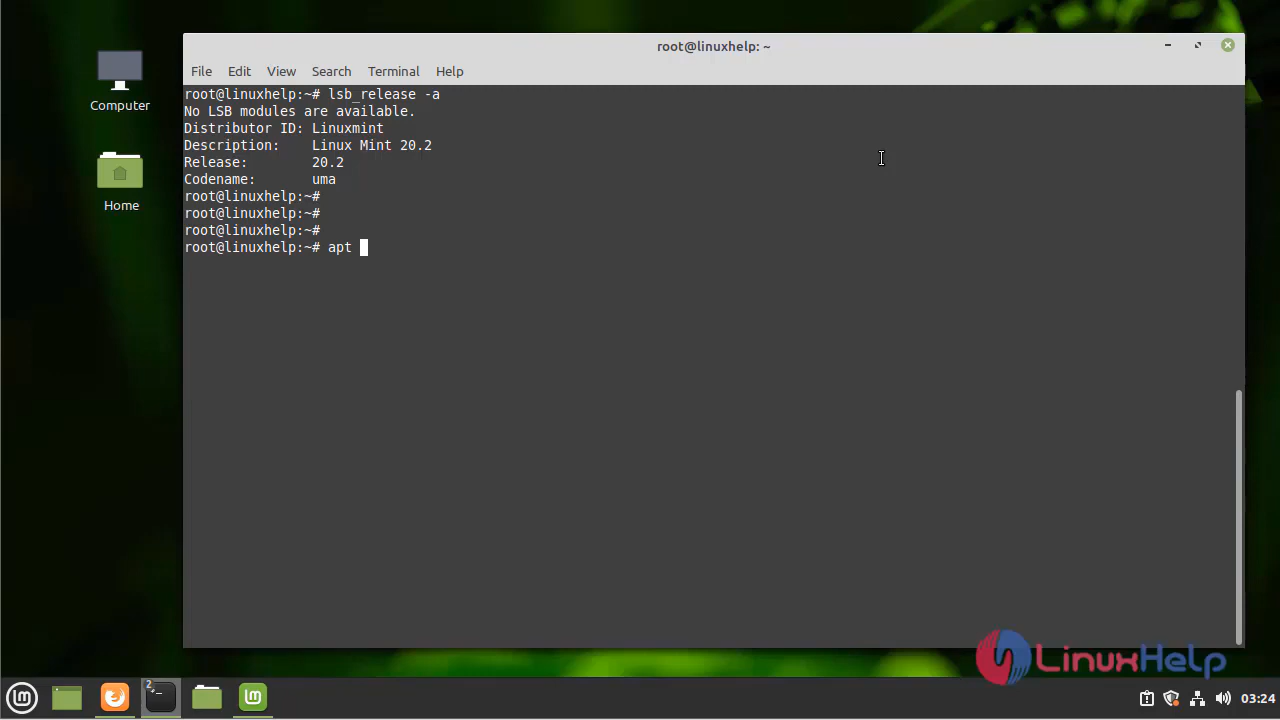 root@linuxhelp: ~
File Edit View Search Terminal Help
Computer
Home
root@linuxhelp:~# lsb_release -a
No LSB modules are available.
Distributor ID: Linuxmint
Description:    Linux Mint 20.2
Release:        20.2
Codename:       uma
root@linuxhelp:~#
root@linuxhelp:~#
root@linuxhelp:~#
root@linuxhelp:~# apt
LinuxHelp
2
03:24